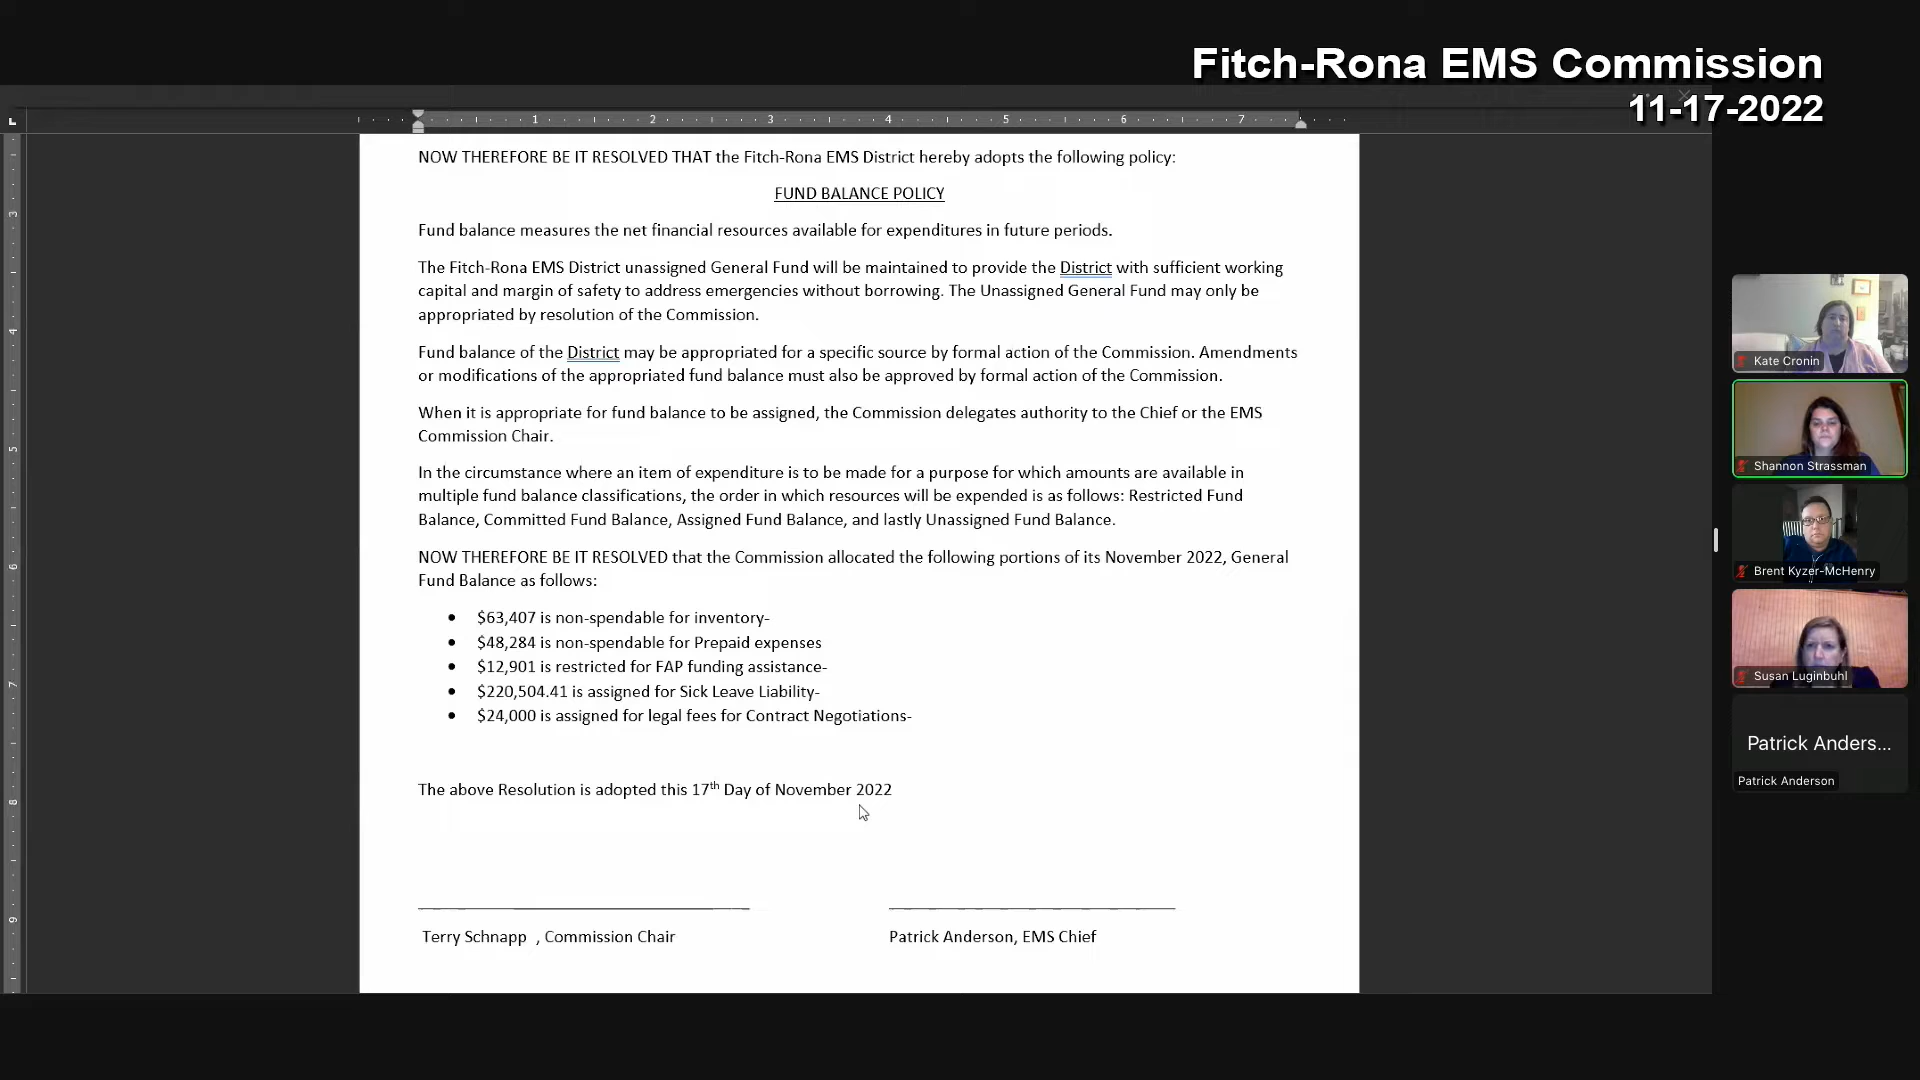 Fitch-Rona EMS Commission
11-17-2022
1 2 3 4 5 6 7
3
4
5
6
7
8
9
NOW THEREFORE BE IT RESOLVED THAT the Fitch-Rona EMS District hereby adopts the following policy:
FUND BALANCE POLICY
Fund balance measures the net financial resources available for expenditures in future periods.
The Fitch-Rona EMS District unassigned General Fund will be maintained to provide the District with sufficient working
capital and margin of safety to address emergencies without borrowing. The Unassigned General Fund may only be
appropriated by resolution of the Commission.
Fund balance of the District may be appropriated for a specific source by formal action of the Commission. Amendments
or modifications of the appropriated fund balance must also be approved by formal action of the Commission.
When it is appropriate for fund balance to be assigned, the Commission delegates authority to the Chief or the EMS
Commission Chair.
In the circumstance where an item of expenditure is to be made for a purpose for which amounts are available in
multiple fund balance classifications, the order in which resources will be expended is as follows: Restricted Fund
Balance, Committed Fund Balance, Assigned Fund Balance, and lastly Unassigned Fund Balance.
NOW THEREFORE BE IT RESOLVED that the Commission allocated the following portions of its November 2022, General
Fund Balance as follows:
• $63,407 is non-spendable for inventory-
• $48,284 is non-spendable for Prepaid expenses
• $12,901 is restricted for FAP funding assistance-
• $220,504.41 is assigned for Sick Leave Liability-
• $24,000 is assigned for legal fees for Contract Negotiations-
The above Resolution is adopted this 17th Day of November 2022
Terry Schnapp , Commission Chair
Patrick Anderson, EMS Chief
Kate Cronin
Shannon Strassman
Brent Kyzer-McHenry
Susan Luginbuhl
Patrick Anders...
Patrick Anderson